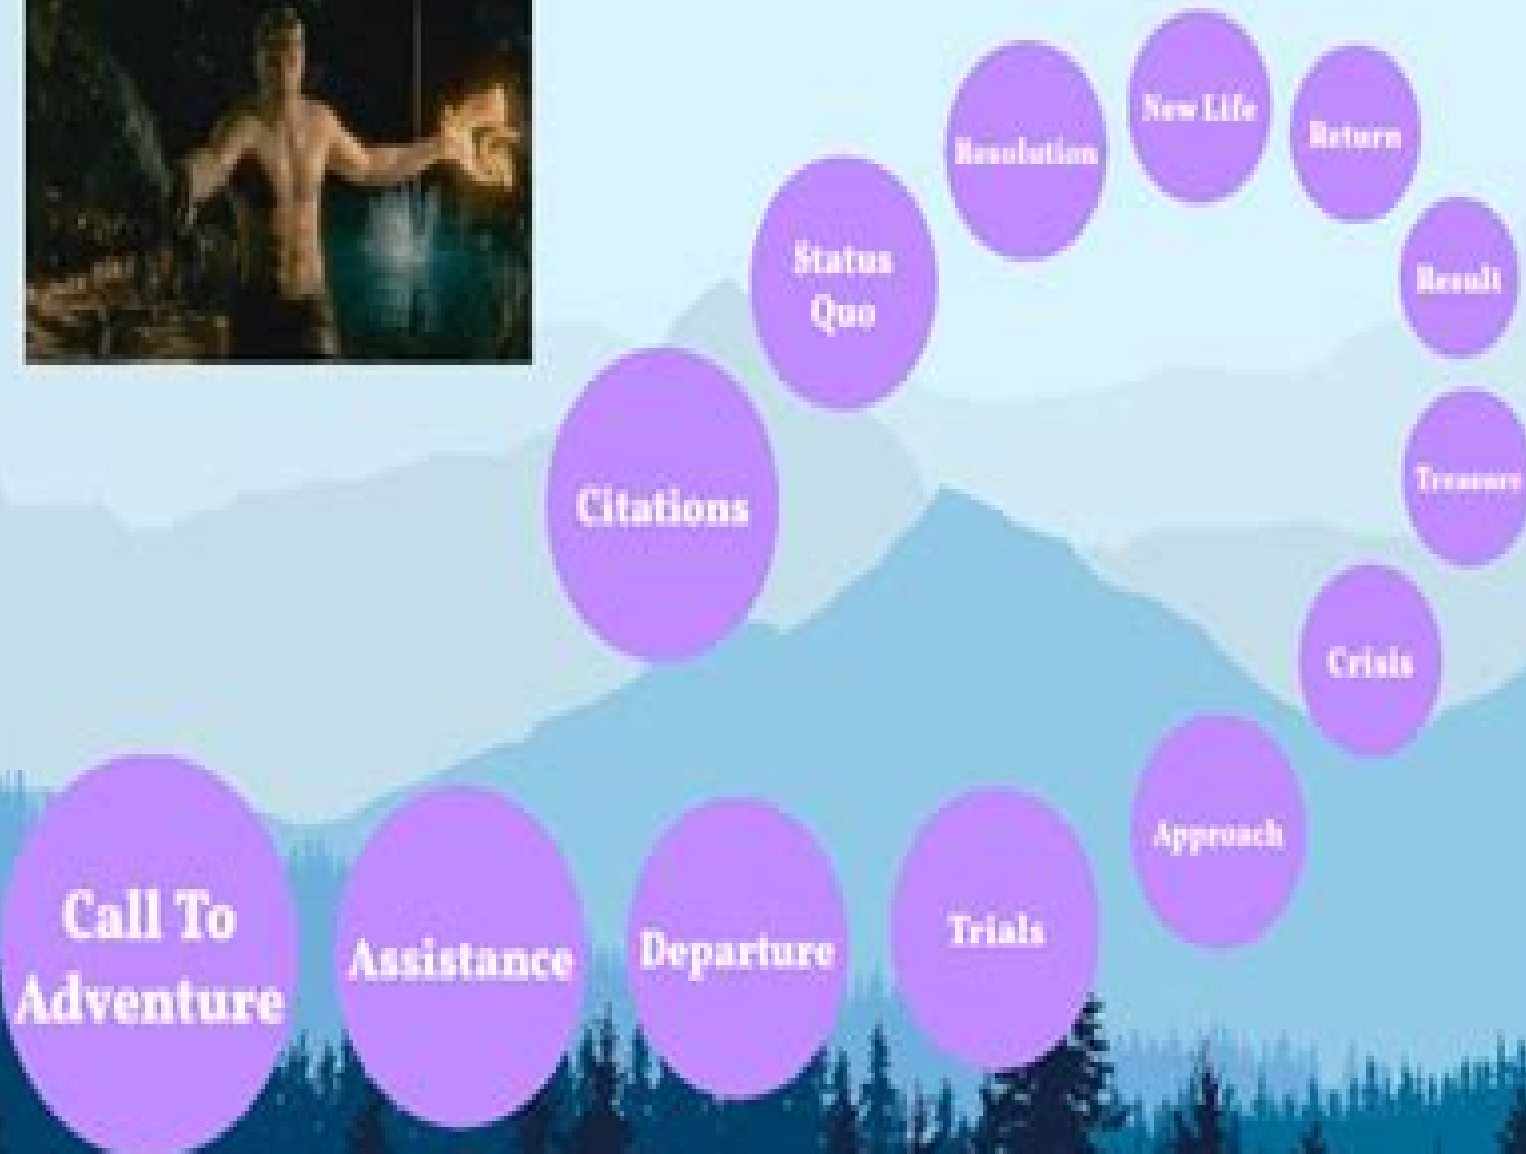 Resolution
New Life
Return
Result
Treasure
Crisis
Approach
Trials
Departure
Assistance
Call To
Adventure
Citations
Status
Quo